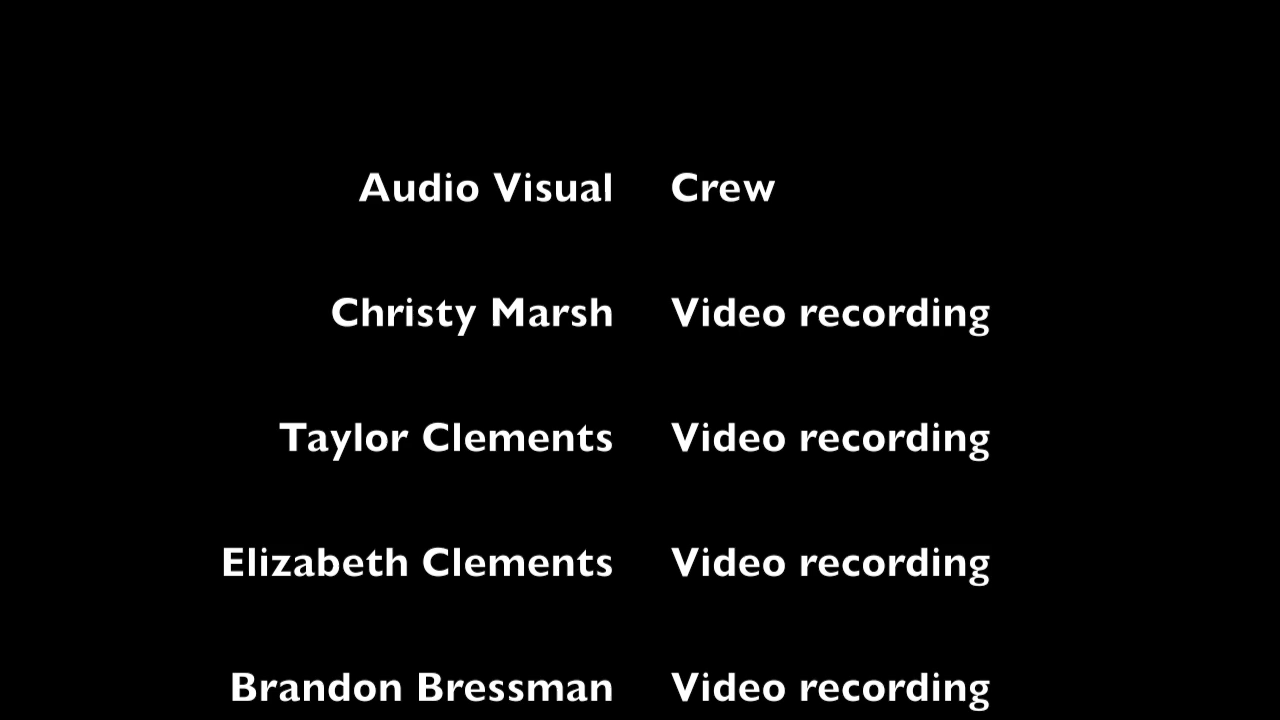 Audio Visual Crew
Christy Marsh Video recording
Taylor Clements Video recording
Elizabeth Clements Video recording
Brandon Bressman Video recording